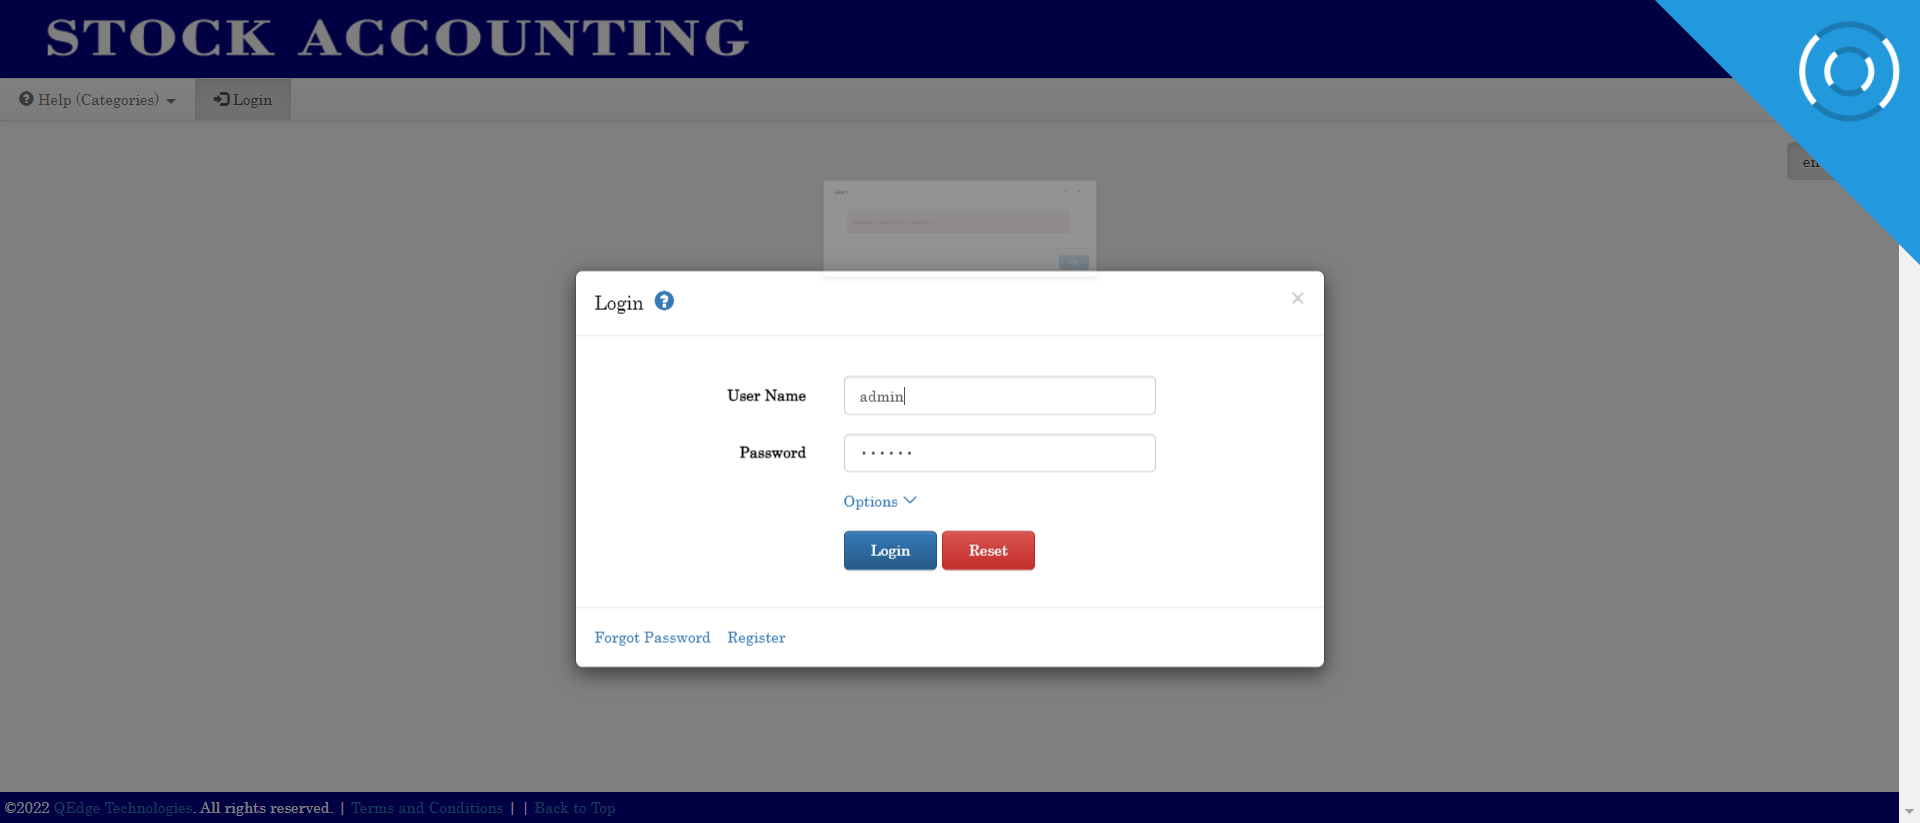 STOCK ACCOUNTING
Help (Categories) Login
en
Alert
Login
User Name admin
Password ······
Options
Login Reset
Forgot Password Register
©2022 QEdge Technologies. All rights reserved. | Terms and Conditions | | Back to Top